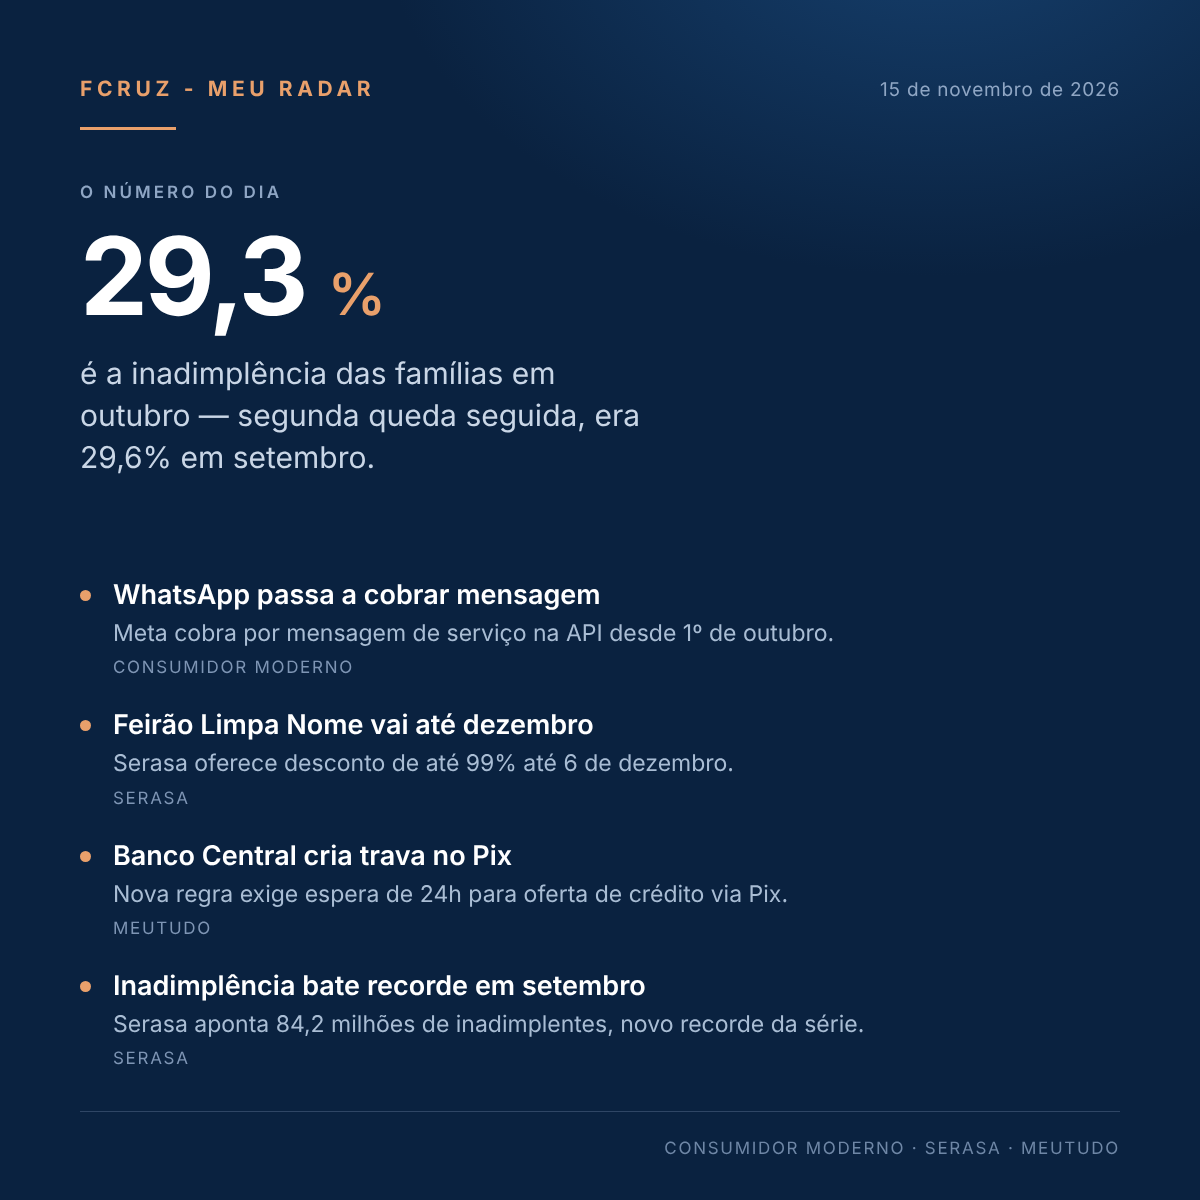 FCRUZ - MEU RADAR
15 de novembro de 2026
O NÚMERO DO DIA
29,3 %
é a inadimplência das famílias em
outubro — segunda queda seguida, era
29,6% em setembro.
WhatsApp passa a cobrar mensagem
Meta cobra por mensagem de serviço na API desde 1º de outubro.
CONSUMIDOR MODERNO
Feirão Limpa Nome vai até dezembro
Serasa oferece desconto de até 99% até 6 de dezembro.
SERASA
Banco Central cria trava no Pix
Nova regra exige espera de 24h para oferta de crédito via Pix.
MEUTUDO
Inadimplência bate recorde em setembro
Serasa aponta 84,2 milhões de inadimplentes, novo recorde da série.
SERASA
CONSUMIDOR MODERNO · SERASA · MEUTUDO